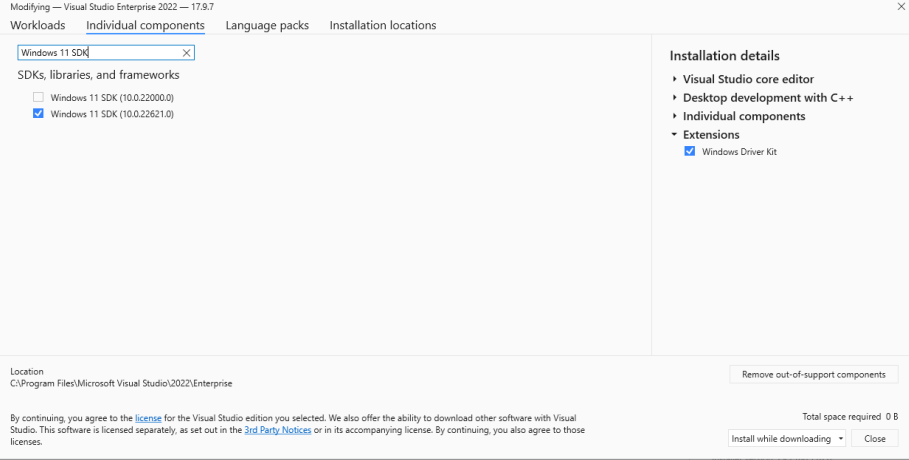 Modifying — Visual Studio Enterprise 2022 — 17.9.7
Workloads Individual components Language packs Installation locations
Windows 11 SDK
SDKs, libraries, and frameworks
Windows 11 SDK (10.0.22000.0)
Windows 11 SDK (10.0.22621.0)
Installation details
Visual Studio core editor
Desktop development with C++
Individual components
Extensions
Windows Driver Kit
Location
C:\Program Files\Microsoft Visual Studio\2022\Enterprise
Remove out-of-support components
By continuing, you agree to the license for the Visual Studio edition you selected. We also offer the ability to download other software with Visual
Studio. This software is licensed separately, as set out in the 3rd Party Notices or in its accompanying license. By continuing, you also agree to those
licenses.
Total space required 0 B
Install while downloading
Close